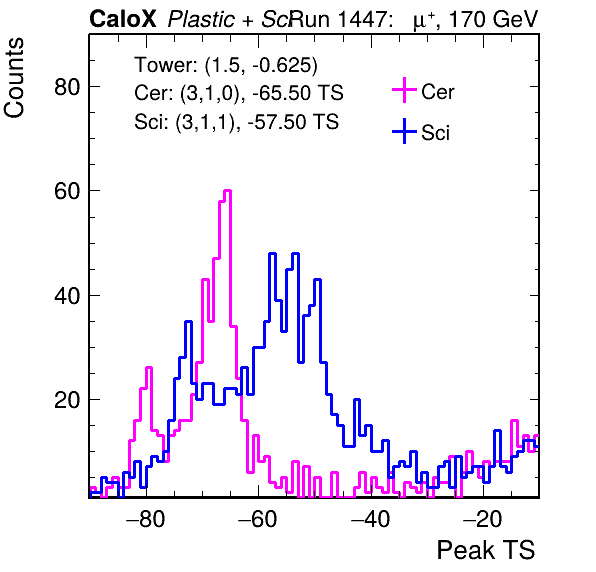 CaloX Plastic + SciRun 1447: μ⁺, 170 GeV
Counts
Tower: (1.5, -0.625)
Cer: (3,1,0), -65.50 TS
Sci: (3,1,1), -57.50 TS
Cer
Sci
80
60
40
20
−80 −60 −40 −20
Peak TS